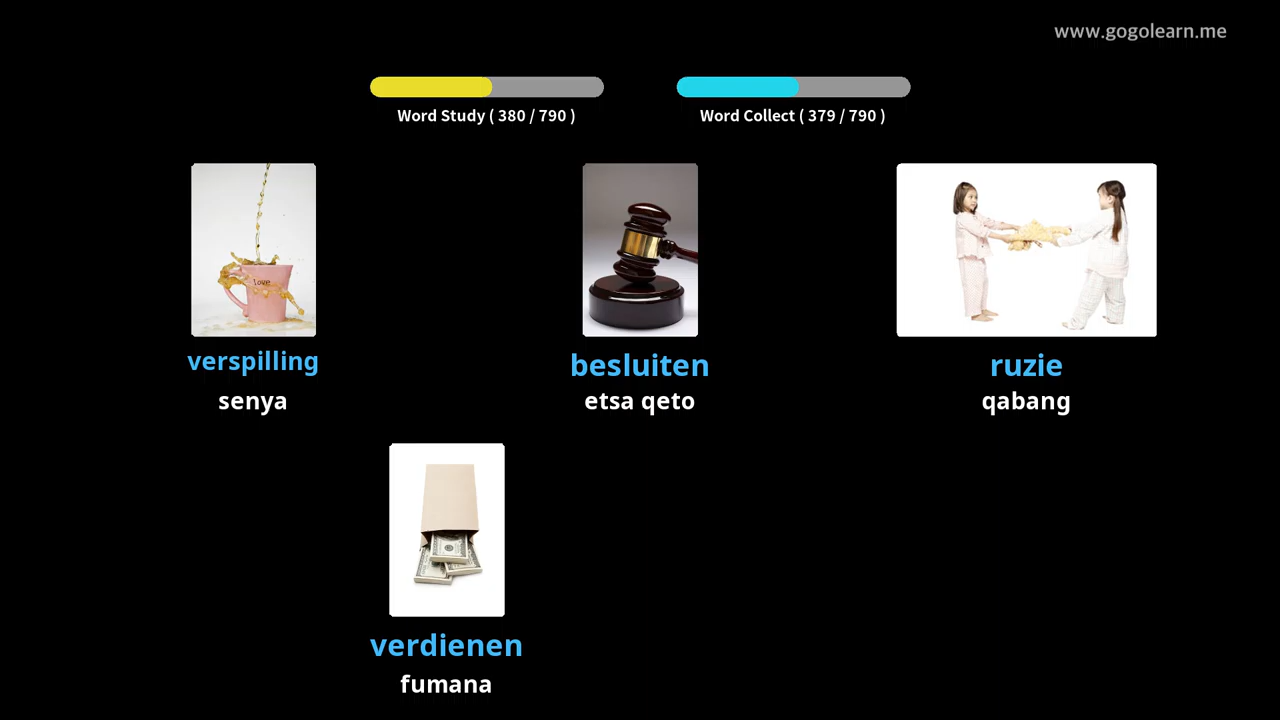 www.gogolearn.me
Word Study ( 380 / 790 )
Word Collect ( 379 / 790 )
love
verspilling
besluiten
ruzie
senya
etsa qeto
qabang
verdienen
fumana